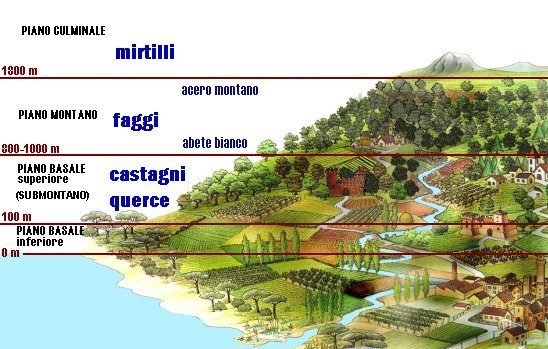 PIANO CULMINALE
mirtilli
1800 m
acero montano
PIANO MONTANO
faggi
abete bianco
800-1000 m
PIANO BASALE
superiore
(SUBMONTANO)
castagni
querce
100 m
PIANO BASALE
inferiore
0 m